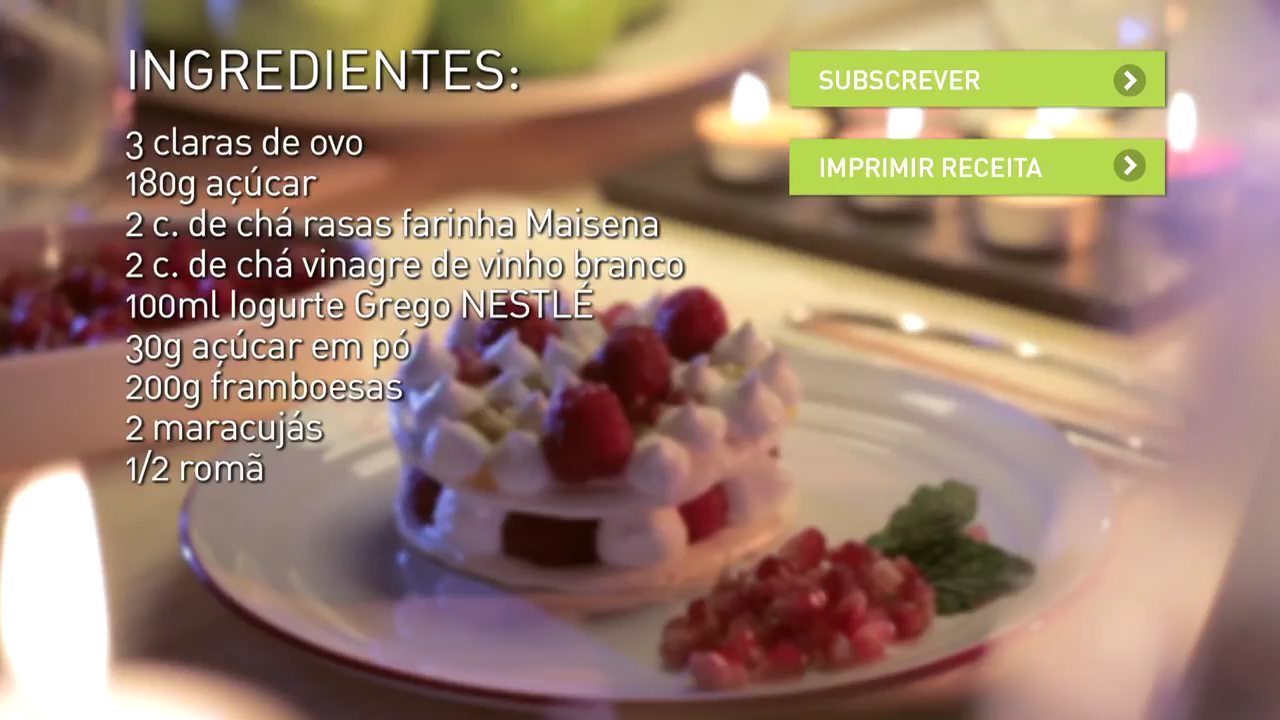 INGREDIENTES:
3 claras de ovo
180g açúcar
2 c. de chá rasas farinha Maisena
2 c. de chá vinagre de vinho branco
100ml Iogurte Grego NESTLÉ
30g açúcar em pó
200g framboesas
2 maracujás
1/2 romã
SUBSCREVER
IMPRIMIR RECEITA